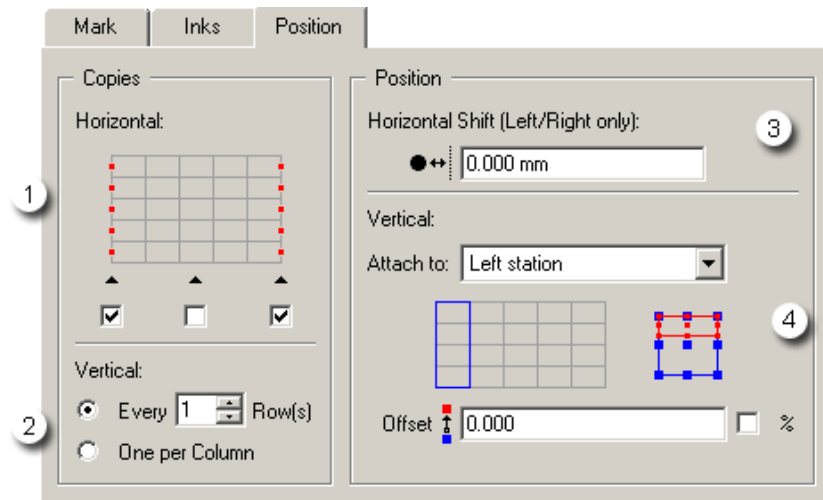 Mark Inks Position
Copies
Horizontal:
1
Vertical:
Every 1 Row(s)
2
One per Column
Position
Horizontal Shift (Left/Right only):
3
0.000 mm
Vertical:
Attach to: Left station
4
Offset 0.000 %